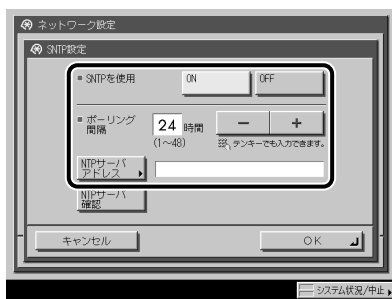 ネットワーク設定
SNTP設定
■ SNTPを使用 ON OFF
■ ポーリング
間隔 24 時間 − +
(1～48) テンキーでも入力できます。
NTPサーバ
アドレス
NTPサーバ
確認
キャンセル OK
システム状況/中止